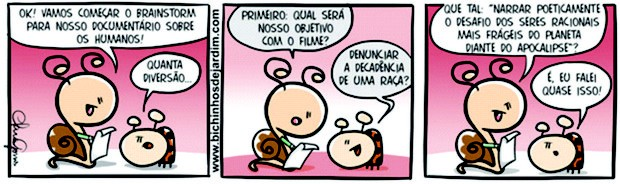 OK! VAMOS COMEÇAR O BRAINSTORM
PARA NOSSO DOCUMENTÁRIO SOBRE
OS HUMANOS!
QUANTA
DIVERSÃO...
www.bichinhosdejardim.com
PRIMEIRO: QUAL SERÁ
NOSSO OBJETIVO
COM O FILME?
DENUNCIAR
A DECADÊNCIA
DE UMA RAÇA?
QUE TAL: "NARRAR POETICAMENTE
O DESAFIO DOS SERES RACIONAIS
MAIS FRÁGEIS DO PLANETA
DIANTE DO APOCALIPSE"?
É, EU FALEI
QUASE ISSO!